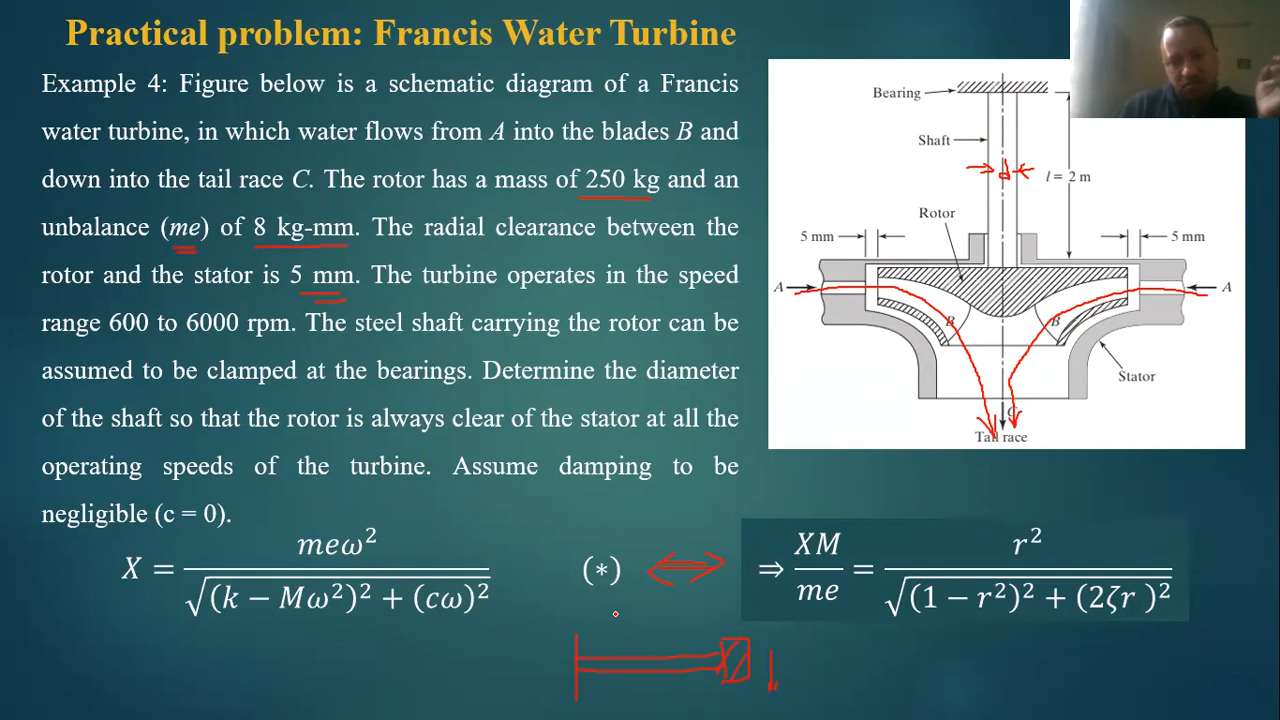 Practical problem: Francis Water Turbine
Example 4: Figure below is a schematic diagram of a Francis
water turbine, in which water flows from A into the blades B and
down into the tail race C. The rotor has a mass of 250 kg and an
unbalance (me) of 8 kg-mm. The radial clearance between the
rotor and the stator is 5 mm. The turbine operates in the speed
range 600 to 6000 rpm. The steel shaft carrying the rotor can be
assumed to be clamped at the bearings. Determine the diameter
of the shaft so that the rotor is always clear of the stator at all the
operating speeds of the turbine. Assume damping to be
negligible (c = 0).
X = meω² / √((k − Mω²)² + (cω)²) (*) ⇔ ⇒ XM/me = r² / √((1 − r²)² + (2ζr )²)
Bearing
Shaft
d
l = 2 m
Rotor
5 mm
5 mm
A
A
B
B
Stator
C
Tail race